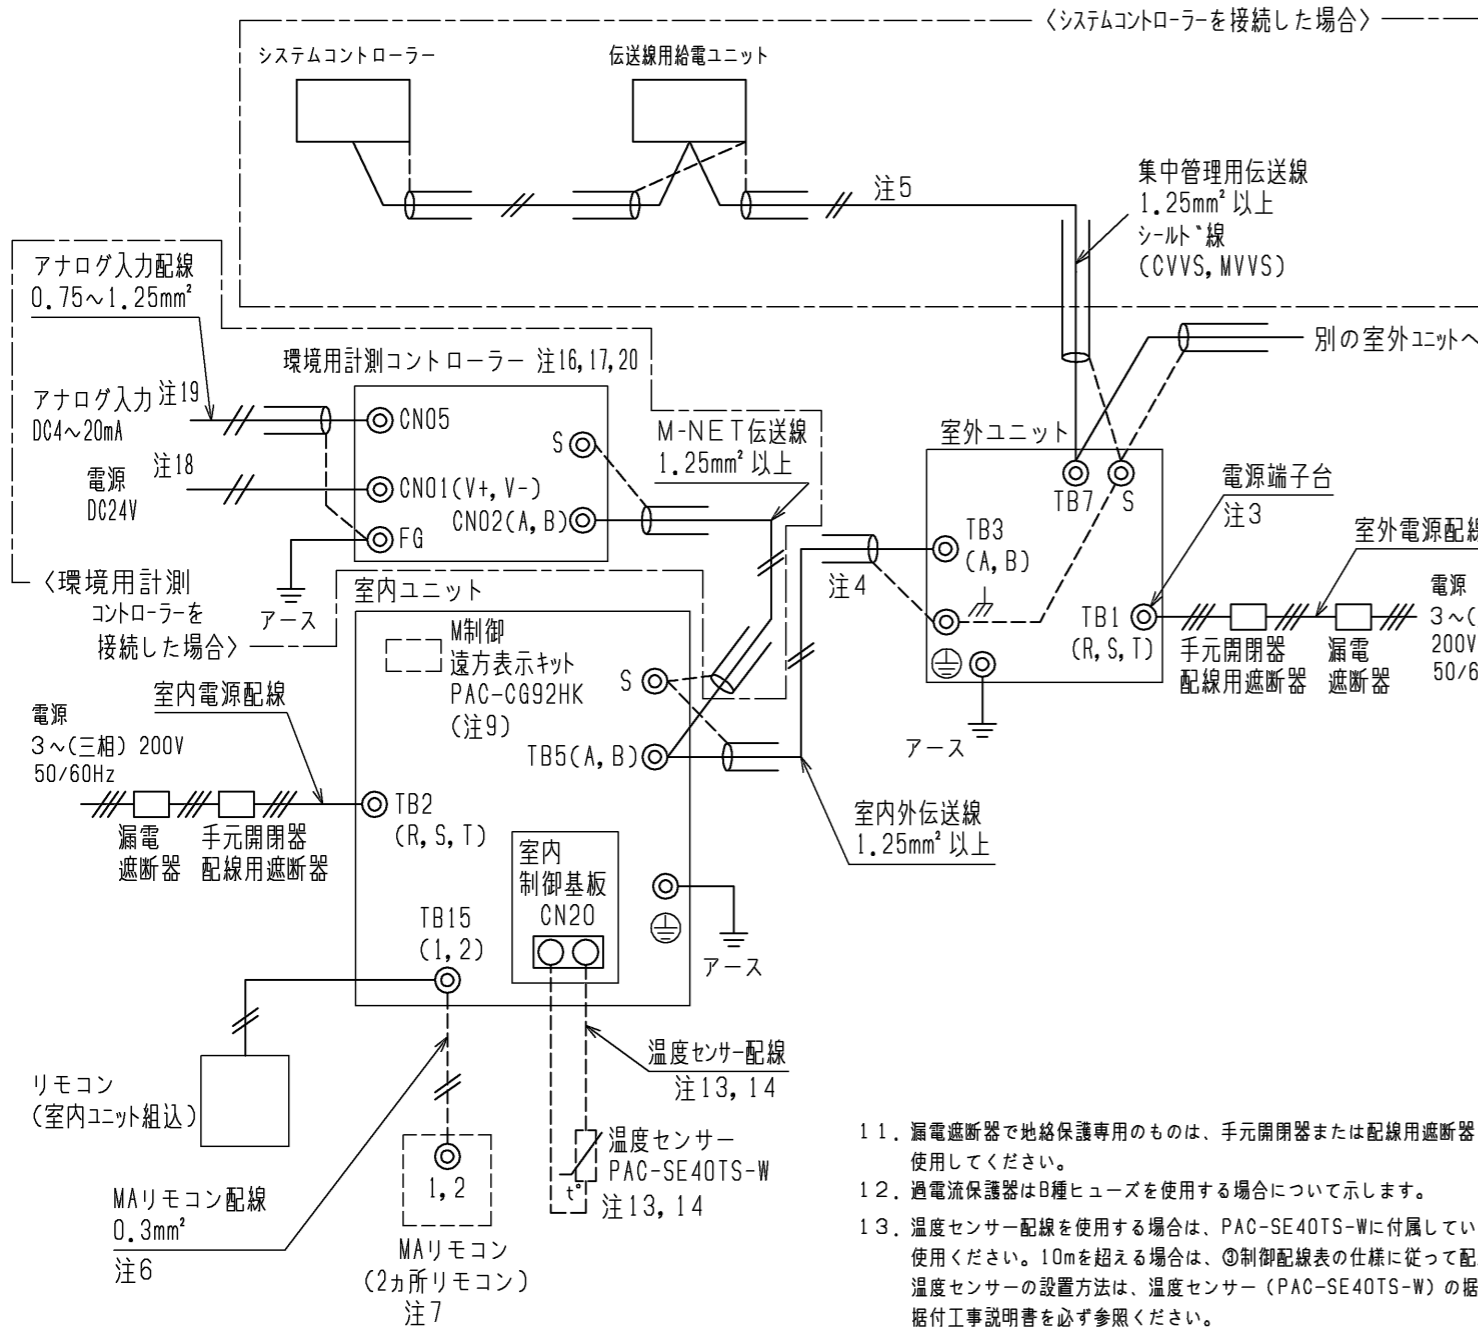 〈システムコントローラーを接続した場合〉
システムコントローラー
伝送線用給電ユニット
注5
集中管理用伝送線
1.25mm²以上
シールド線
(CVVS,MVVS)
アナログ入力配線
0.75～1.25mm²
環境用計測コントローラー 注16,17,20
別の室外ユニットへ
アナログ入力 注19
DC4～20mA
電源 注18
DC24V
CN05
S
CN01(V+,V-)
CN02(A,B)
FG
アース
M-NET伝送線
1.25mm²以上
〈環境用計測
コントローラーを
接続した場合〉
室外ユニット
TB7
S
TB3
(A,B)
注4
TB1
(R,S,T)
アース
電源端子台
注3
室外電源配線
手元開閉器
配線用遮断器
漏電
遮断器
電源
3～(
200V
50/6
室内ユニット
M制御
遠方表示キット
PAC-CG92HK
(注9)
S
TB5(A,B)
室内電源配線
電源
3～(三相) 200V
50/60Hz
漏電
遮断器
手元開閉器
配線用遮断器
TB2
(R,S,T)
室内
制御基板
CN20
TB15
(1,2)
アース
室内外伝送線
1.25mm²以上
リモコン
(室内ユニット組込)
温度センサー配線
注13,14
温度センサー
PAC-SE40TS-W
注13,14
t°
1,2
MAリモコン配線
0.3mm²
注6
MAリモコン
(2ヵ所リモコン)
注7
11. 漏電遮断器で地絡保護専用のものは、手元開閉器または配線用遮断器
使用してください。
12. 過電流保護器はB種ヒューズを使用する場合について示します。
13. 温度センサー配線を使用する場合は、PAC-SE40TS-Wに付属してい
使用ください。10mを超える場合は、③制御配線表の仕様に従って配
温度センサーの設置方法は、温度センサー（PAC-SE40TS-W）の据
据付工事説明書を必ず参照ください。